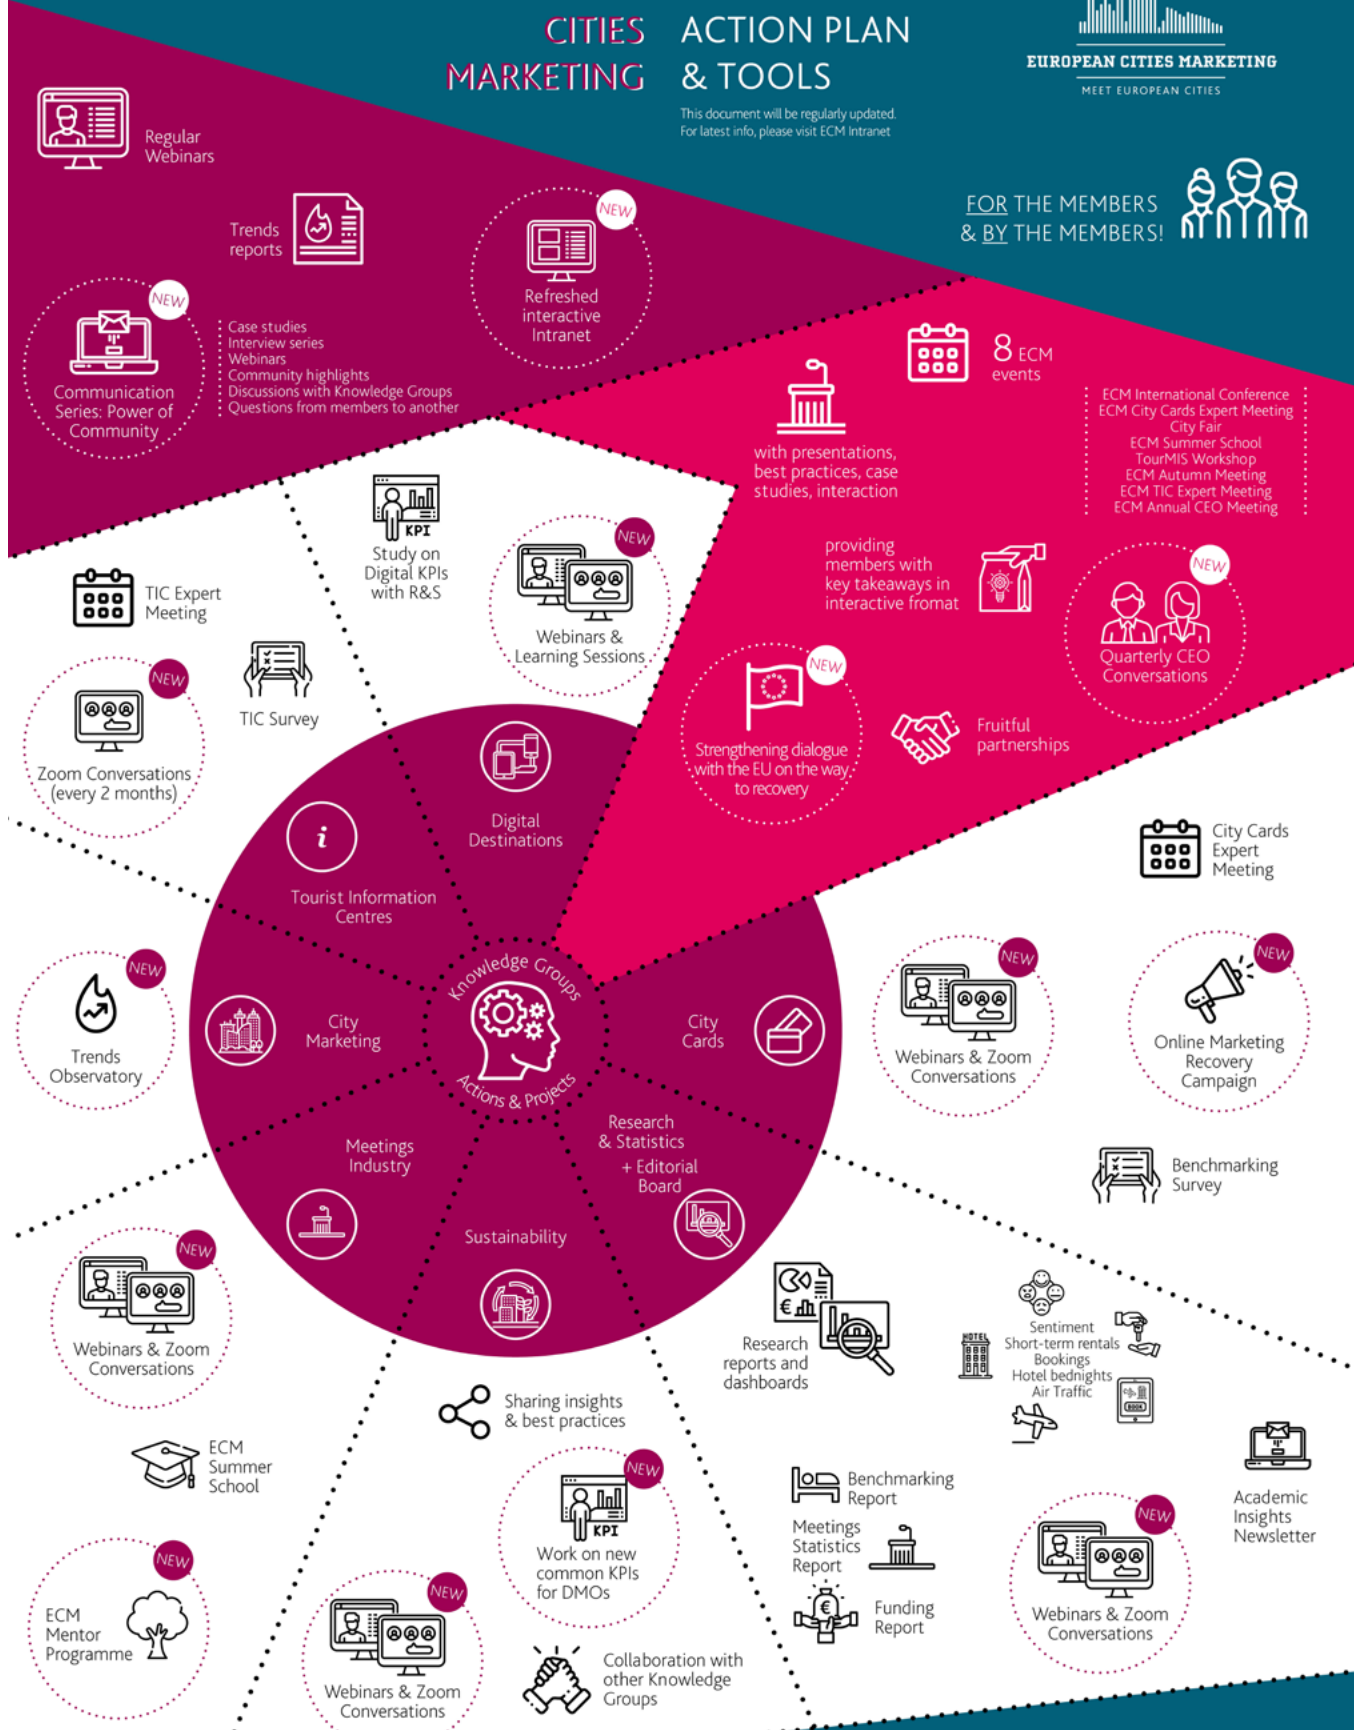 CITIES
MARKETING
ACTION PLAN
& TOOLS
This document will be regularly updated.
For latest info, please visit ECM Intranet
EUROPEAN CITIES MARKETING
MEET EUROPEAN CITIES
FOR THE MEMBERS
& BY THE MEMBERS!
Regular
Webinars
Trends
reports
NEW
Refreshed
interactive
Intranet
NEW
Communication
Series: Power of
Community
Case studies
Interview series
Webinars
Community highlights
Discussions with Knowledge Groups
Questions from members to another
8 ECM
events
with presentations,
best practices, case
studies, interaction
ECM International Conference
ECM City Cards Expert Meeting
City Fair
ECM Summer School
TourMIS Workshop
ECM Autumn Meeting
ECM TIC Expert Meeting
ECM Annual CEO Meeting
providing
members with
key takeaways in
interactive fromat
NEW
Quarterly CEO
Conversations
NEW
Strengthening dialogue
with the EU on the way
to recovery
Fruitful
partnerships
KPI
Study on
Digital KPIs
with R&S
NEW
Webinars &
Learning Sessions
TIC Expert
Meeting
TIC Survey
NEW
Zoom Conversations
(every 2 months)
Digital
Destinations
i
Tourist Information
Centres
City
Marketing
Meetings
Industry
Sustainability
Research
& Statistics
+ Editorial
Board
City
Cards
Knowledge Groups
Actions & Projects
NEW
Trends
Observatory
City Cards
Expert
Meeting
NEW
Webinars & Zoom
Conversations
NEW
Online Marketing
Recovery
Campaign
Benchmarking
Survey
NEW
Webinars & Zoom
Conversations
ECM
Summer
School
NEW
ECM
Mentor
Programme
Sharing insights
& best practices
NEW
KPI
Work on new
common KPIs
for DMOs
NEW
Webinars & Zoom
Conversations
Collaboration with
other Knowledge
Groups
€
Research
reports and
dashboards
HOTEL
Sentiment
Short-term rentals
Bookings
Hotel bednights
Air Traffic
BOOK
Benchmarking
Report
Meetings
Statistics
Report
€
Funding
Report
NEW
Webinars & Zoom
Conversations
Academic
Insights
Newsletter